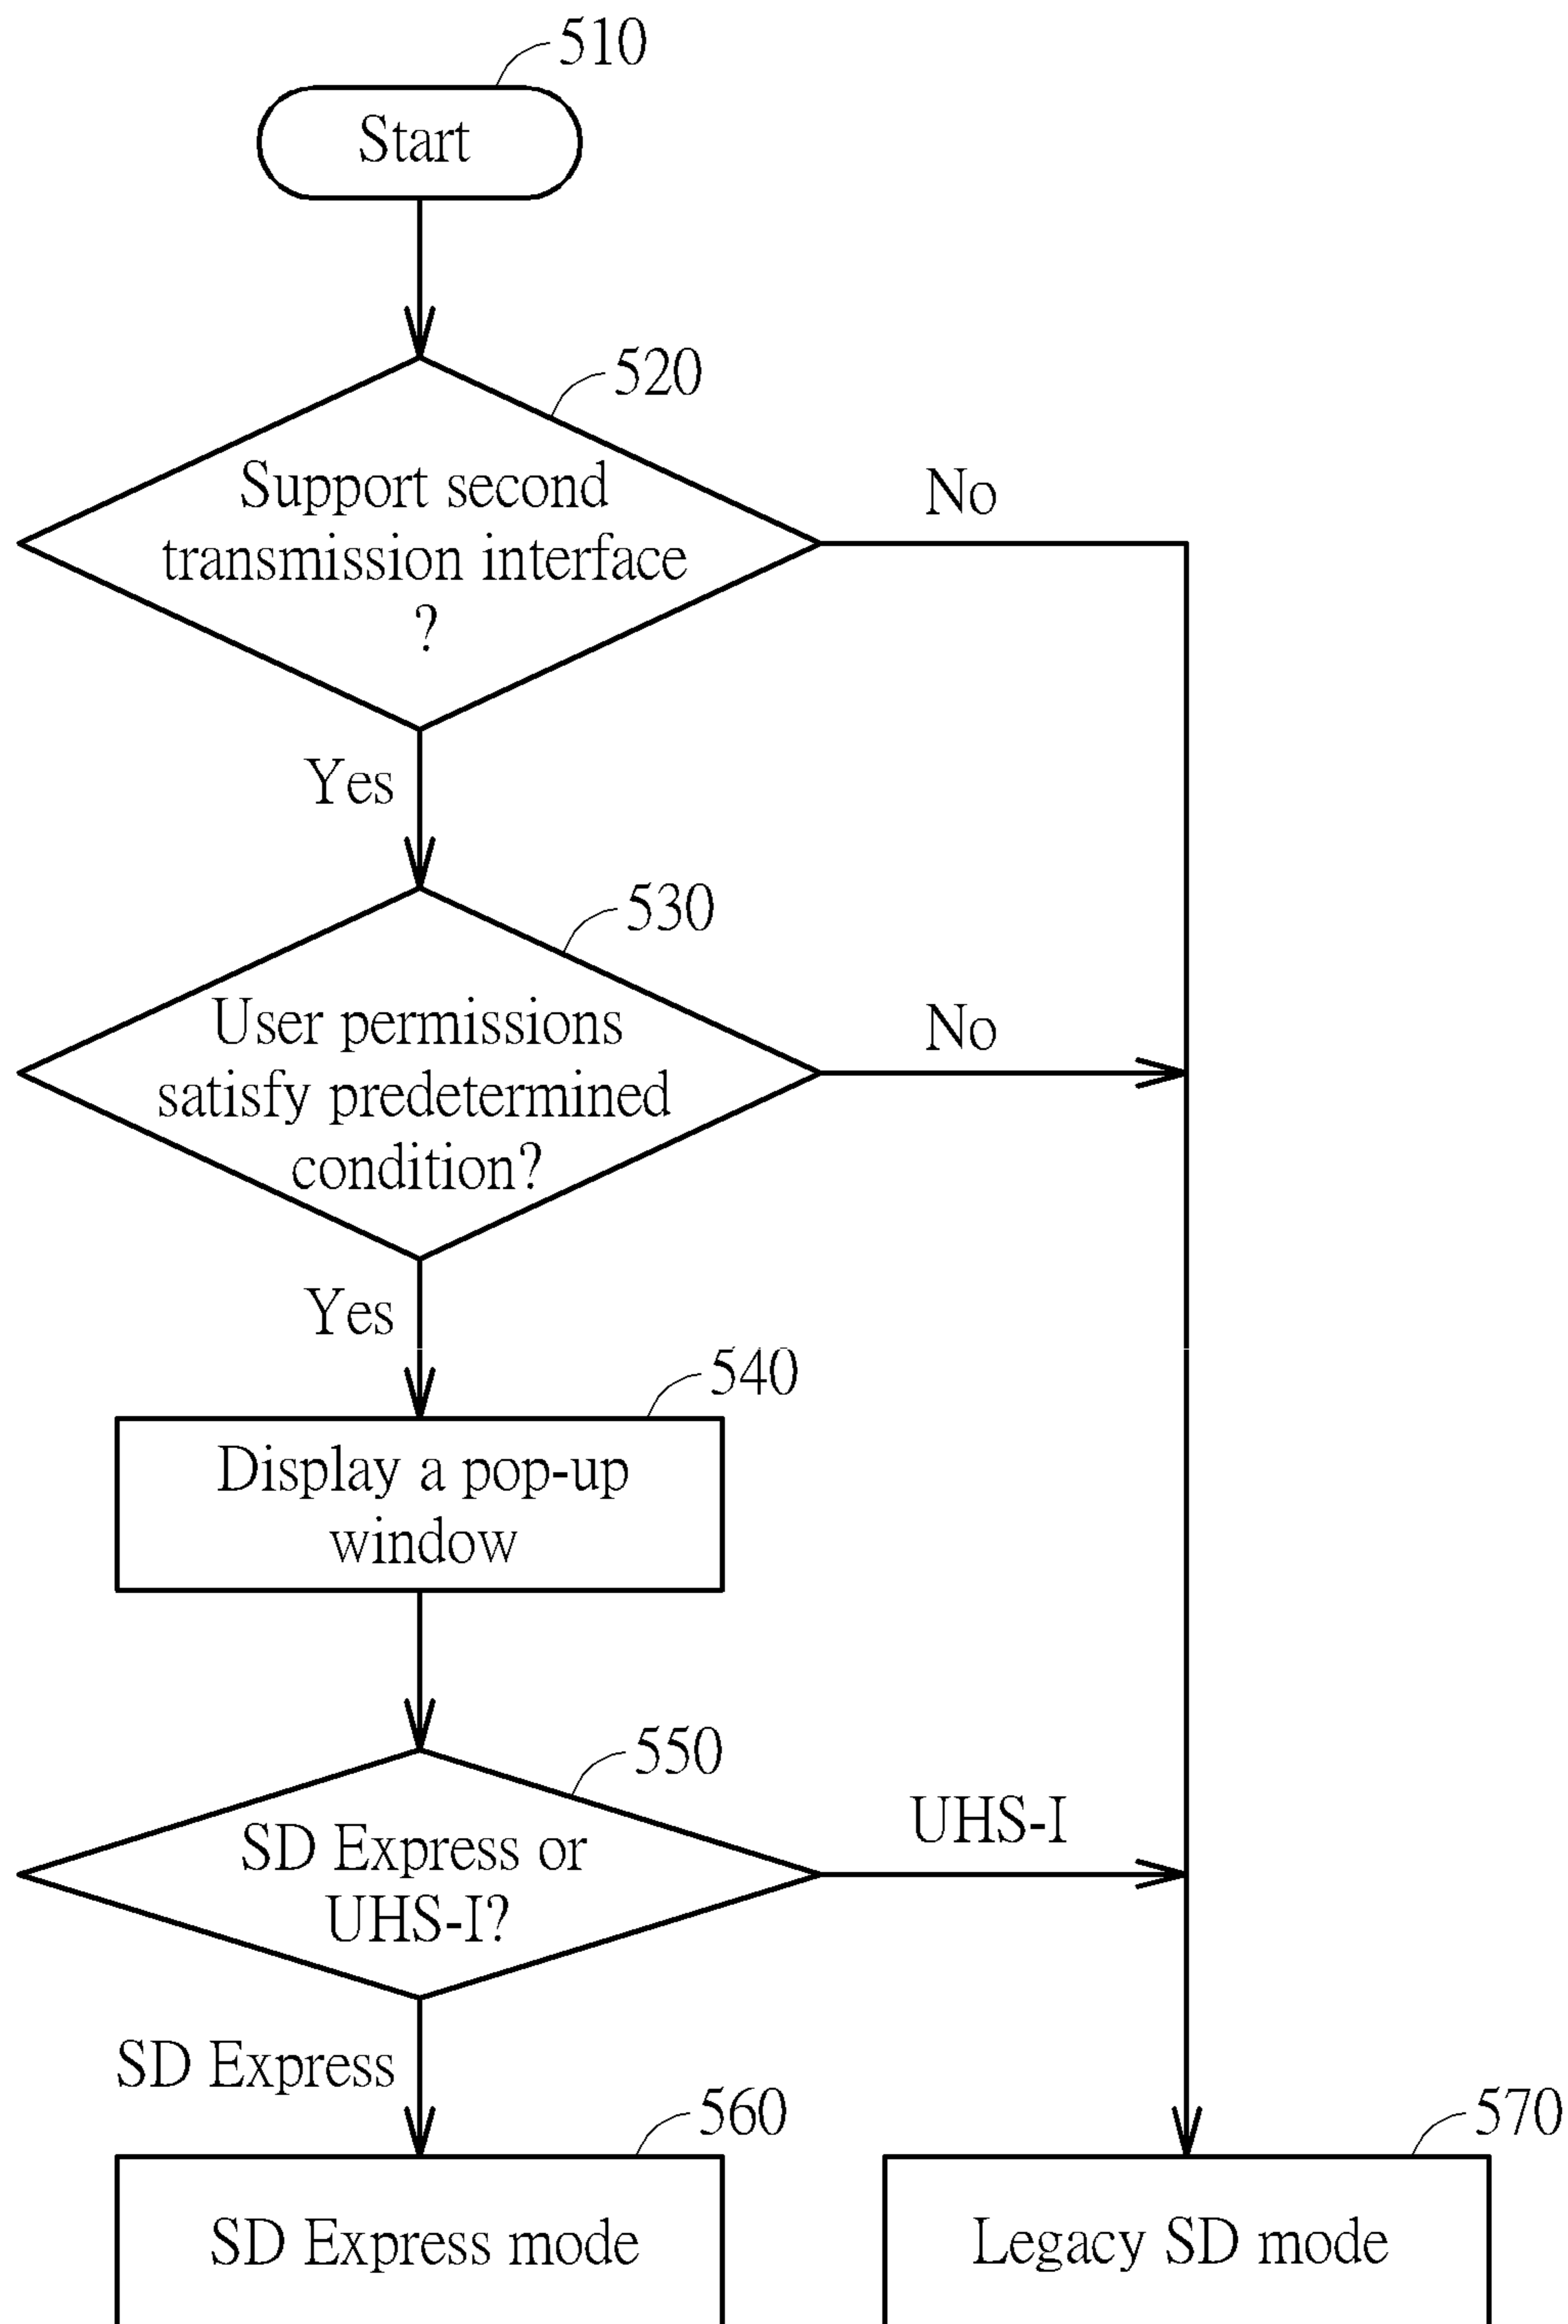 510
Start
520
Support second
transmission interface
?
No
Yes
530
User permissions
satisfy predetermined
condition?
No
Yes
540
Display a pop-up
window
550
SD Express or
UHS-I?
UHS-I
SD Express
560
SD Express mode
570
Legacy SD mode